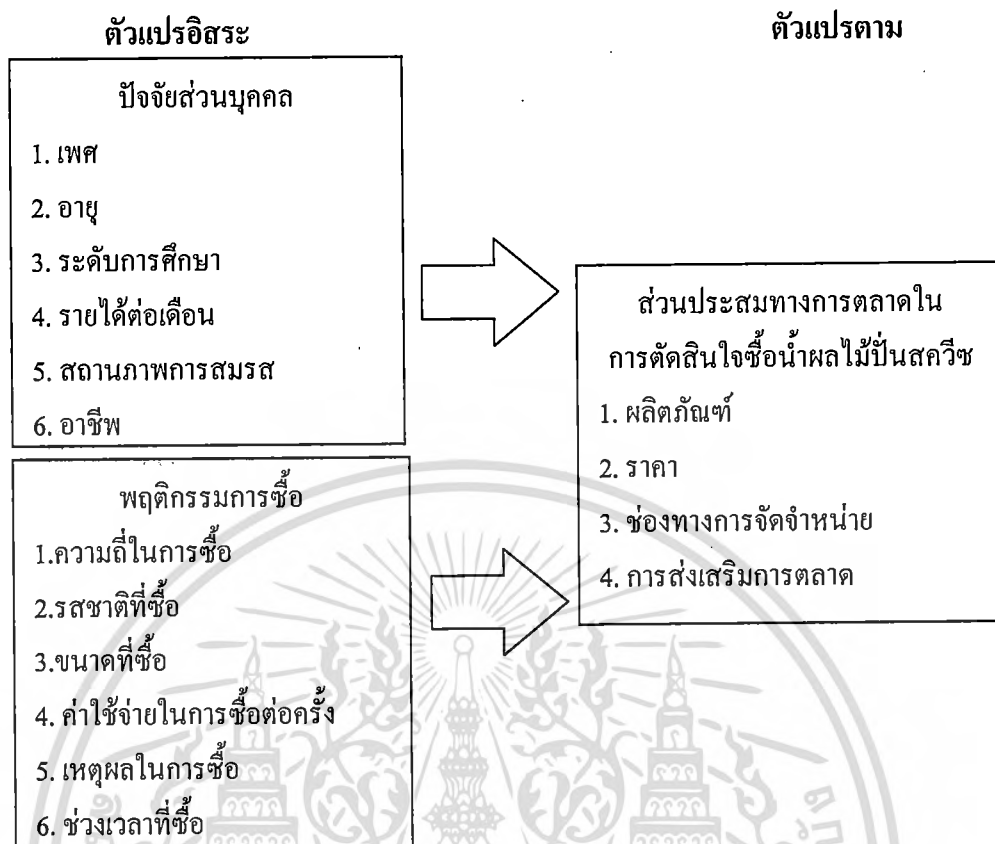 ตัวแปรอิสระ
ตัวแปรตาม
ปัจจัยส่วนบุคคล
1. เพศ
2. อายุ
3. ระดับการศึกษา
4. รายได้ต่อเดือน
5. สถานภาพการสมรส
6. อาชีพ
พฤติกรรมการซื้อ
1.ความถี่ในการซื้อ
2.รสชาติที่ซื้อ
3.ขนาดที่ซื้อ
4. ค่าใช้จ่ายในการซื้อต่อครั้ง
5. เหตุผลในการซื้อ
6. ช่วงเวลาที่ซื้อ
ส่วนประสมทางการตลาดใน
การตัดสินใจซื้อน้ำผลไม้ปั่นสควีซ
1. ผลิตภัณฑ์
2. ราคา
3. ช่องทางการจัดจำหน่าย
4. การส่งเสริมการตลาด